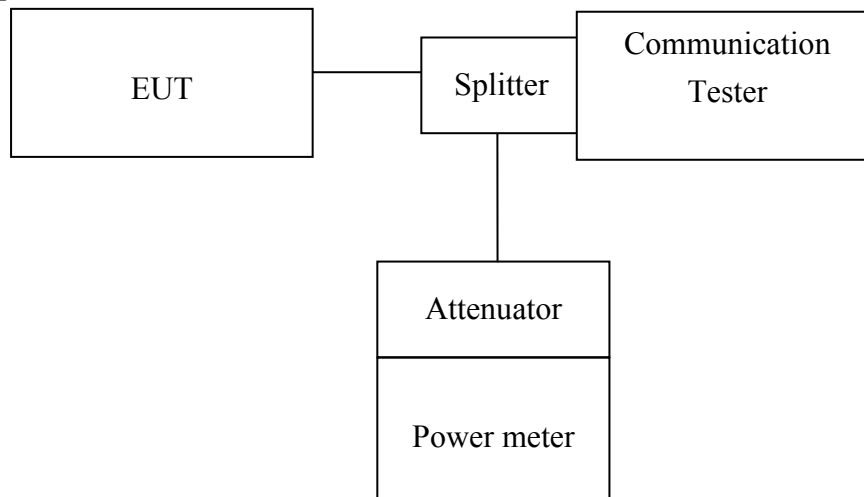 EUT
Splitter
Communication
Tester
Attenuator
Power meter